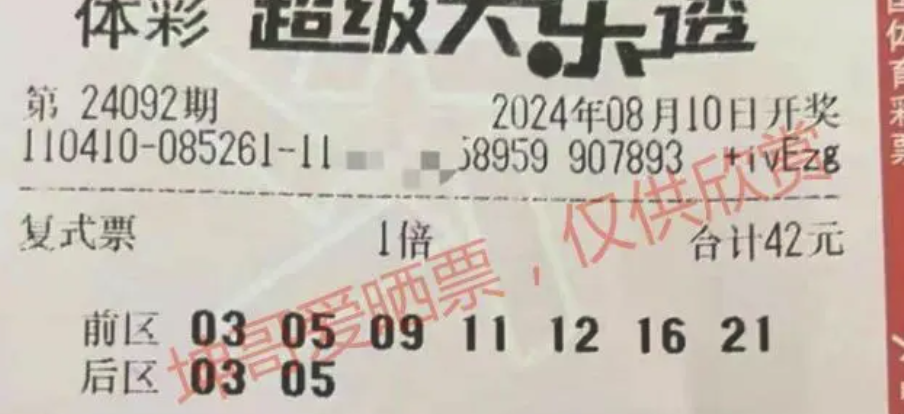 体彩 超级大乐透
第 24092期 2024年08月10日开奖
110410-085261-11 58959 907893 +ivEzg
复式票 1倍 合计42元
前区 03 05 09 11 12 16 21
后区 03 05
坤哥爱晒票，仅供欣赏
国体育彩票